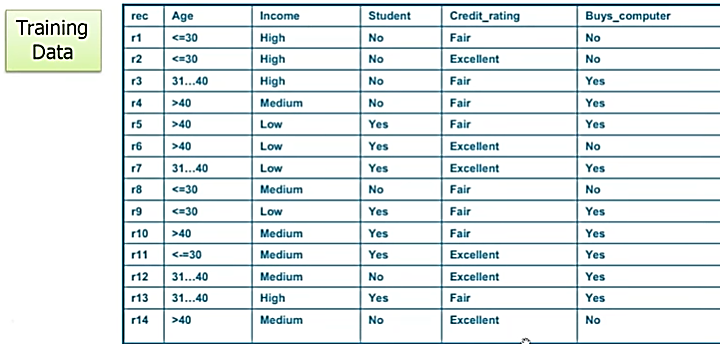 Training
Data
rec Age Income Student Credit_rating Buys_computer
r1 <=30 High No Fair No
r2 <=30 High No Excellent No
r3 31...40 High No Fair Yes
r4 >40 Medium No Fair Yes
r5 >40 Low Yes Fair Yes
r6 >40 Low Yes Excellent No
r7 31...40 Low Yes Excellent Yes
r8 <=30 Medium No Fair No
r9 <=30 Low Yes Fair Yes
r10 >40 Medium Yes Fair Yes
r11 <-=30 Medium Yes Excellent Yes
r12 31...40 Medium No Excellent Yes
r13 31...40 High Yes Fair Yes
r14 >40 Medium No Excellent No